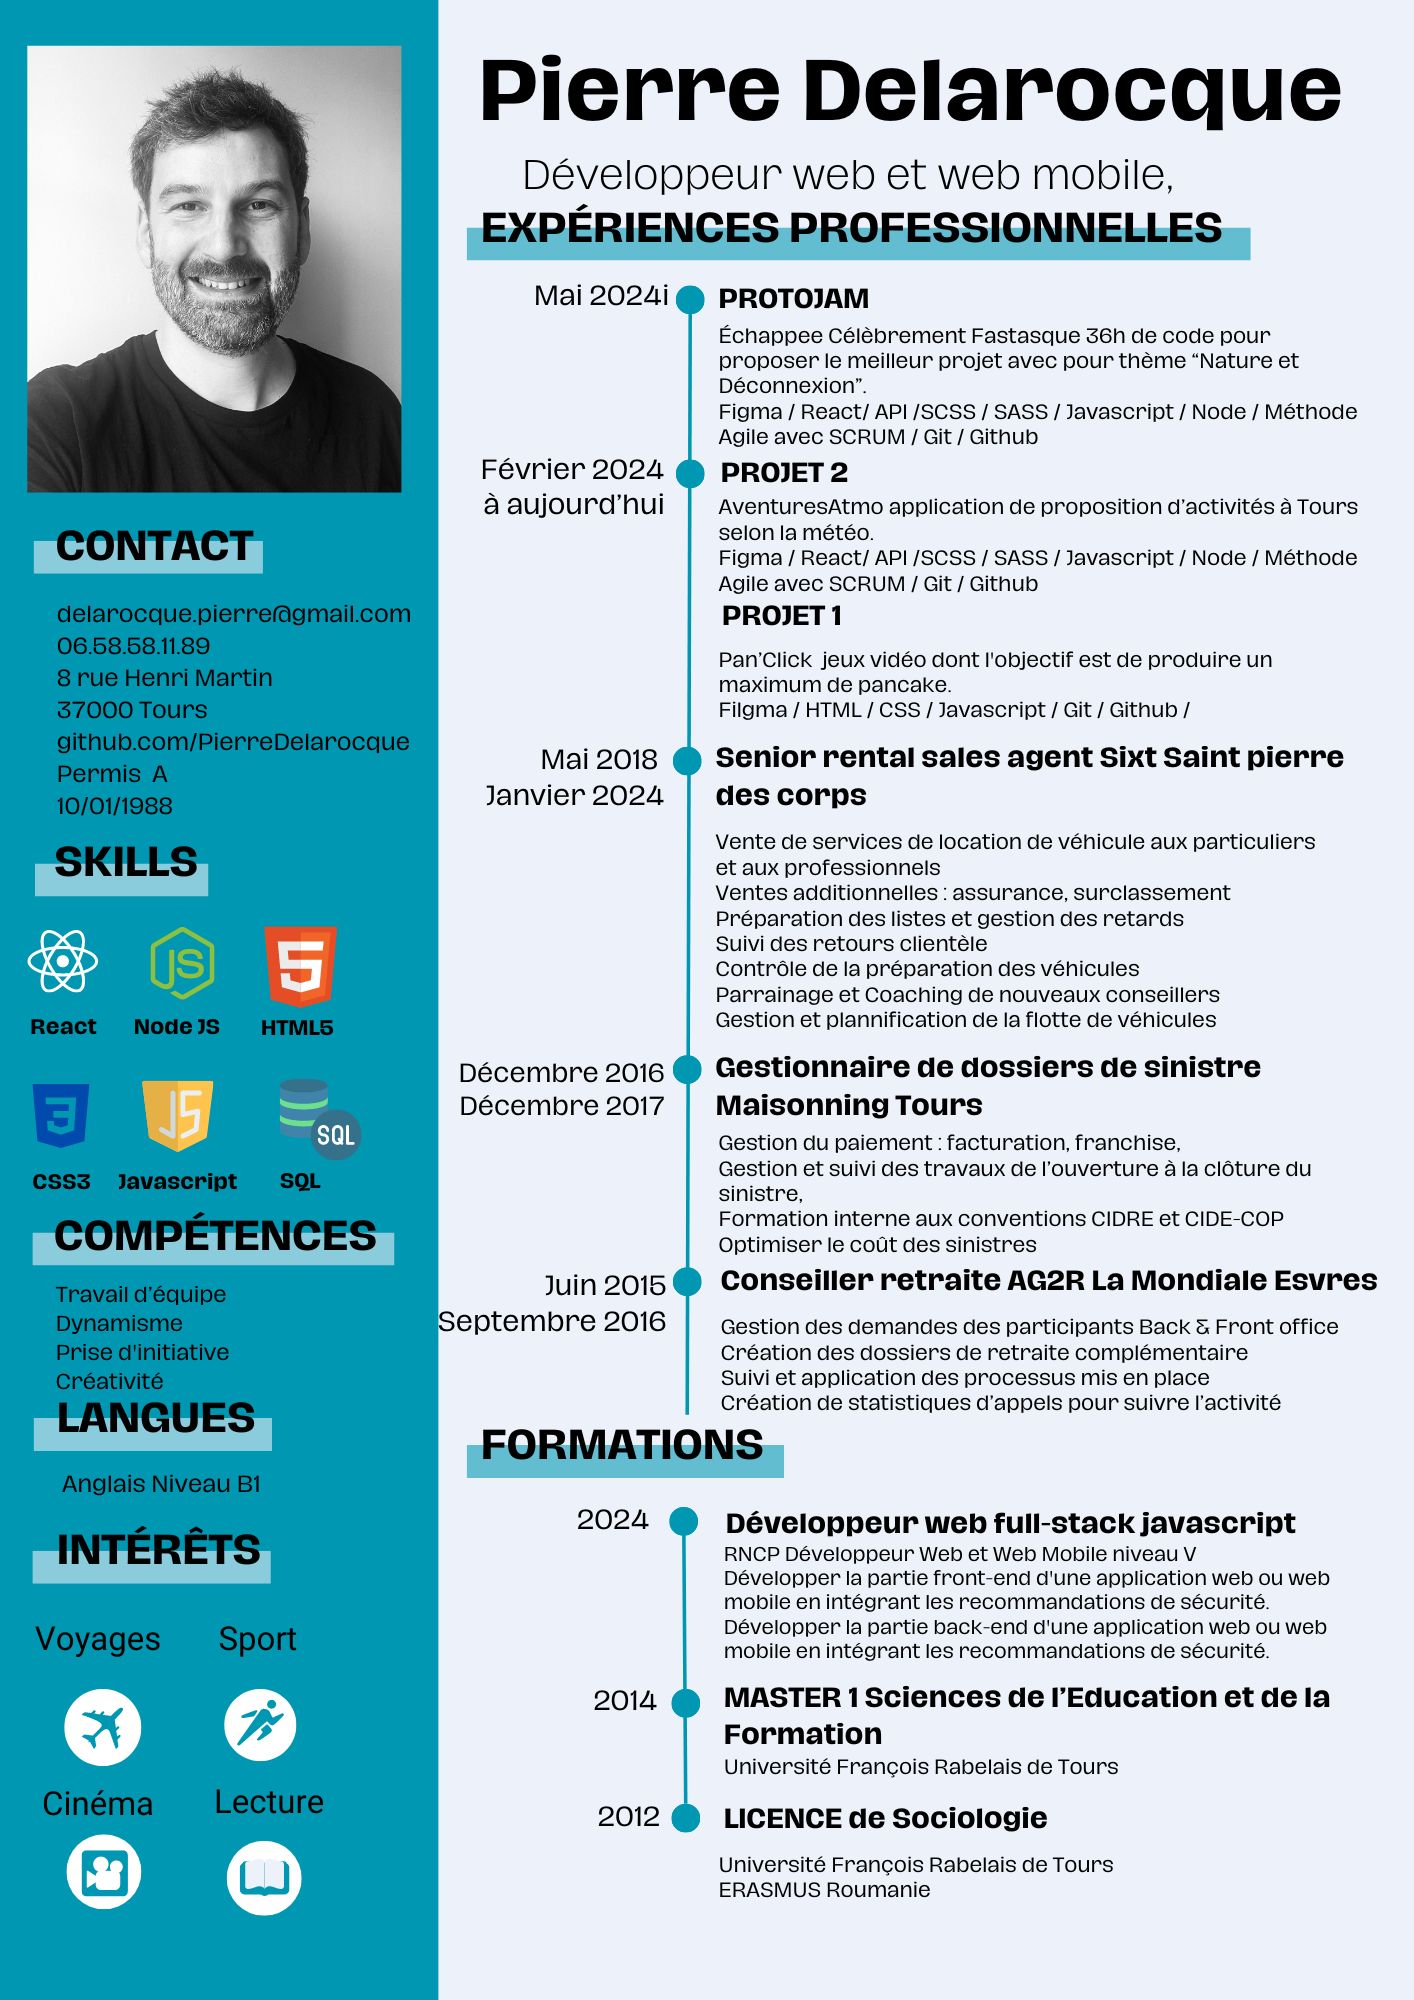 Pierre Delarocque
Développeur web et web mobile,
CONTACT
delarocque.pierre@gmail.com
06.58.58.11.89
8 rue Henri Martin
37000 Tours
github.com/PierreDelarocque
Permis A
10/01/1988
SKILLS
JS
5
React
Node JS
HTML5
3
JS
SQL
CSS3
Javascript
SQL
COMPÉTENCES
Travail d’équipe
Dynamisme
Prise d'initiative
Créativité
LANGUES
Anglais Niveau B1
INTÉRÊTS
Voyages
Sport
Cinéma
Lecture
EXPÉRIENCES PROFESSIONNELLES
Mai 2024i
PROTOJAM
Échappee Célèbrement Fastasque 36h de code pour
proposer le meilleur projet avec pour thème “Nature et
Déconnexion”.
Figma / React/ API /SCSS / SASS / Javascript / Node / Méthode
Agile avec SCRUM / Git / Github
Février 2024
à aujourd’hui
PROJET 2
AventuresAtmo application de proposition d’activités à Tours
selon la météo.
Figma / React/ API /SCSS / SASS / Javascript / Node / Méthode
Agile avec SCRUM / Git / Github
PROJET 1
Pan’Click jeux vidéo dont l'objectif est de produire un
maximum de pancake.
Filgma / HTML / CSS / Javascript / Git / Github /
Mai 2018
Janvier 2024
Senior rental sales agent Sixt Saint pierre
des corps
Vente de services de location de véhicule aux particuliers
et aux professionnels
Ventes additionnelles : assurance, surclassement
Préparation des listes et gestion des retards
Suivi des retours clientèle
Contrôle de la préparation des véhicules
Parrainage et Coaching de nouveaux conseillers
Gestion et plannification de la flotte de véhicules
Décembre 2016
Décembre 2017
Gestionnaire de dossiers de sinistre
Maisonning Tours
Gestion du paiement : facturation, franchise,
Gestion et suivi des travaux de l’ouverture à la clôture du
sinistre,
Formation interne aux conventions CIDRE et CIDE-COP
Optimiser le coût des sinistres
Juin 2015
Septembre 2016
Conseiller retraite AG2R La Mondiale Esvres
Gestion des demandes des participants Back & Front office
Création des dossiers de retraite complémentaire
Suivi et application des processus mis en place
Création de statistiques d’appels pour suivre l’activité
FORMATIONS
2024
Développeur web full-stack javascript
RNCP Développeur Web et Web Mobile niveau V
Développer la partie front-end d'une application web ou web
mobile en intégrant les recommandations de sécurité.
Développer la partie back-end d'une application web ou web
mobile en intégrant les recommandations de sécurité.
2014
MASTER 1 Sciences de l’Education et de la
Formation
Université François Rabelais de Tours
2012
LICENCE de Sociologie
Université François Rabelais de Tours
ERASMUS Roumanie